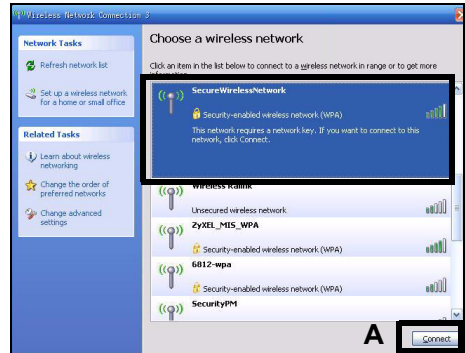 Wireless Network Connection 3
Network Tasks
Refresh network list
Set up a wireless network
for a home or small office
Related Tasks
Learn about wireless
networking
Change the order of
preferred networks
Change advanced
settings
Choose a wireless network
Click an item in the list below to connect to a wireless network in range or to get more
information.
SecureWirelessNetwork
Security-enabled wireless network (WPA)
This network requires a network key. If you want to connect to this
network, click Connect.
Wireless Ralink
Unsecured wireless network
ZyXEL_MIS_WPA
Security-enabled wireless network (WPA)
6812-wpa
Security-enabled wireless network (WPA)
SecurityPM
A
Connect